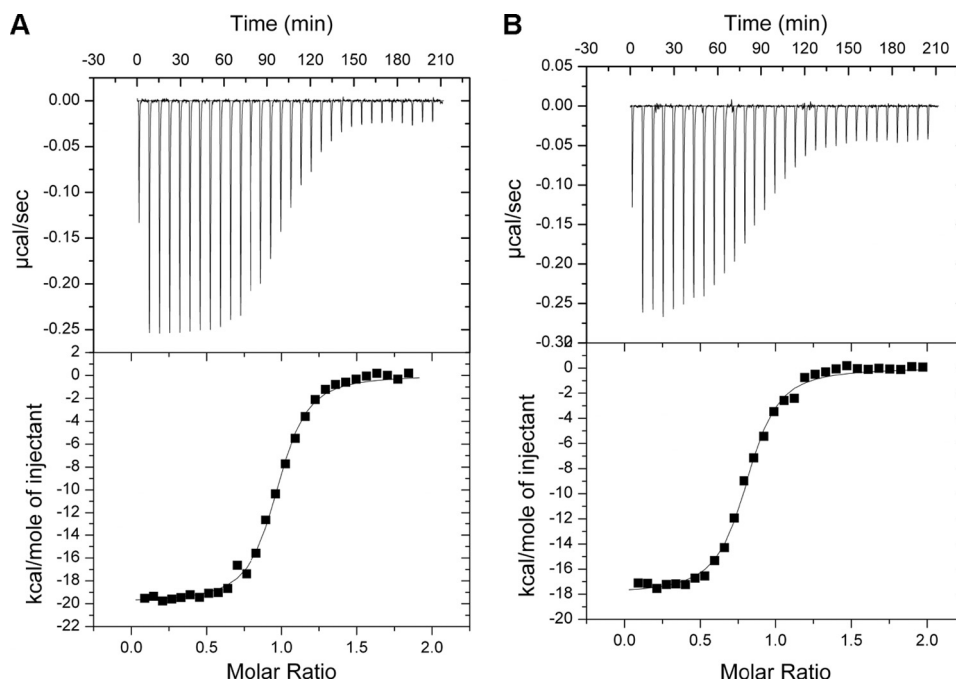 A
Time (min)
-30 0 30 60 90 120 150 180 210
0.00
-0.05
-0.10
-0.15
-0.20
-0.25
µcal/sec
2
0
-2
-4
-6
-8
-10
-12
-14
-16
-18
-20
-22
kcal/mole of injectant
0.0 0.5 1.0 1.5 2.0
Molar Ratio
B
Time (min)
-30 0 30 60 90 120 150 180 210
0.05
0.00
-0.05
-0.10
-0.15
-0.20
-0.25
-0.30
µcal/sec
0
-2
-4
-6
-8
-10
-12
-14
-16
-18
-20
kcal/mole of injectant
0.0 0.5 1.0 1.5 2.0
Molar Ratio